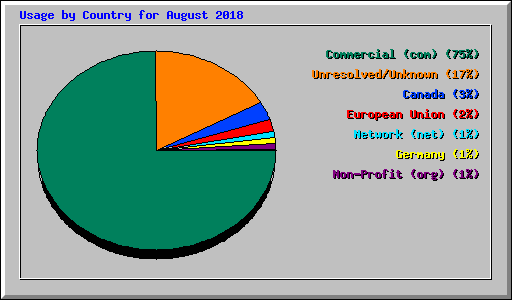 Usage by Country for August 2018
Commercial (com) (75%)
Unresolved/Unknown (17%)
Canada (3%)
European Union (2%)
Network (net) (1%)
Germany (1%)
Non-Profit (org) (1%)